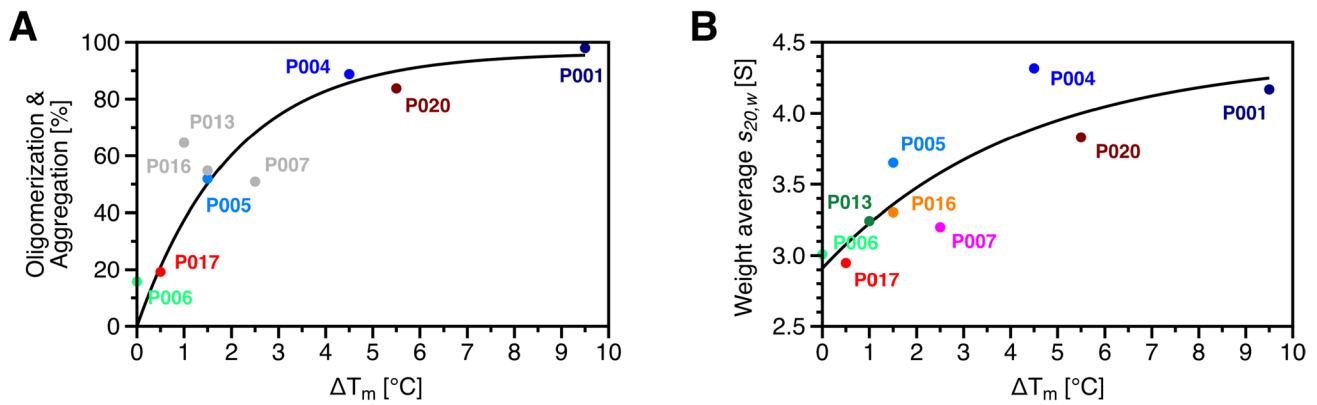 A
Oligomerization &
Aggregation [%]
100
80
60
40
20
0
P004
P001
P020
P013
P016
P007
P005
P017
P006
0 1 2 3 4 5 6 7 8 9 10
ΔTm [°C]
B
Weight average s20,w [S]
4.5
4.0
3.5
3.0
2.5
P004
P001
P020
P005
P013
P016
P006
P007
P017
0 1 2 3 4 5 6 7 8 9 10
ΔTm [°C]